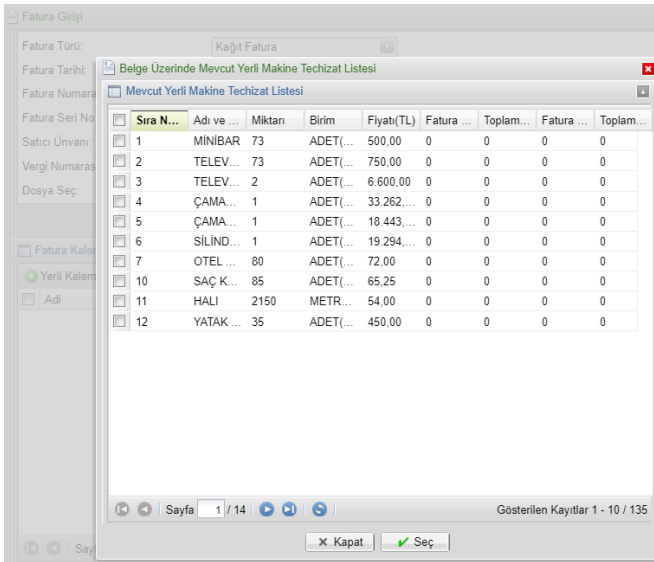 Fatura Girişi
Fatura Türü: Kağıt Fatura
Fatura Tarihi:
Belge Üzerinde Mevcut Yerli Makine Techizat Listesi
Fatura Numara
Mevcut Yerli Makine Techizat Listesi
Fatura Seri No
Satıcı Ünvanı:
Vergi Numaras
Dosya Seç:
Sıra N... Adı ve ... Miktarı Birim Fiyatı(TL) Fatura ... Toplam... Fatura ... Toplam...
1 MİNİBAR 73 ADET(... 500,00 0 0 0 0
2 TELEV... 73 ADET(... 750,00 0 0 0 0
3 TELEV... 2 ADET(... 6.600,00 0 0 0 0
4 ÇAMA... 1 ADET(... 33.262,... 0 0 0 0
5 ÇAMA... 1 ADET(... 18.443,... 0 0 0 0
6 SİLİND... 1 ADET(... 19.294,... 0 0 0 0
7 OTEL ... 80 ADET(... 72,00 0 0 0 0
10 SAÇ K... 85 ADET(... 65,25 0 0 0 0
11 HALI 2150 METR... 54,00 0 0 0 0
12 YATAK ... 35 ADET(... 450,00 0 0 0 0
Fatura Kaler
Yerli Kalem
Adi
Sayfa 1 / 14 Gösterilen Kayıtlar 1 - 10 / 135
Kapat Seç
Say